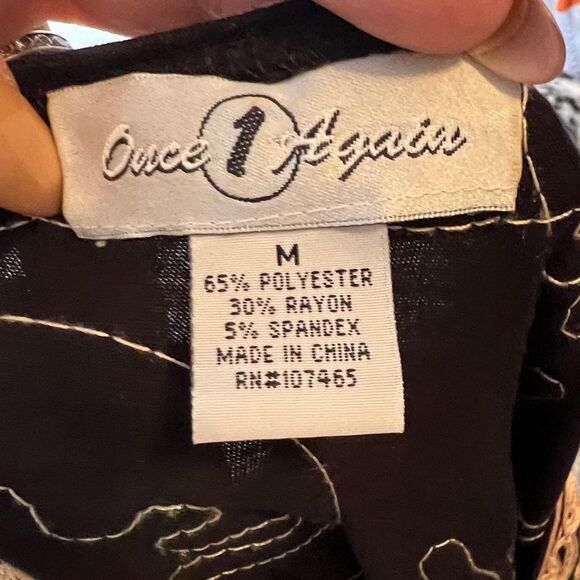 Once 1 Again
M
65% POLYESTER
30% RAYON
5% SPANDEX
MADE IN CHINA
RN#107465